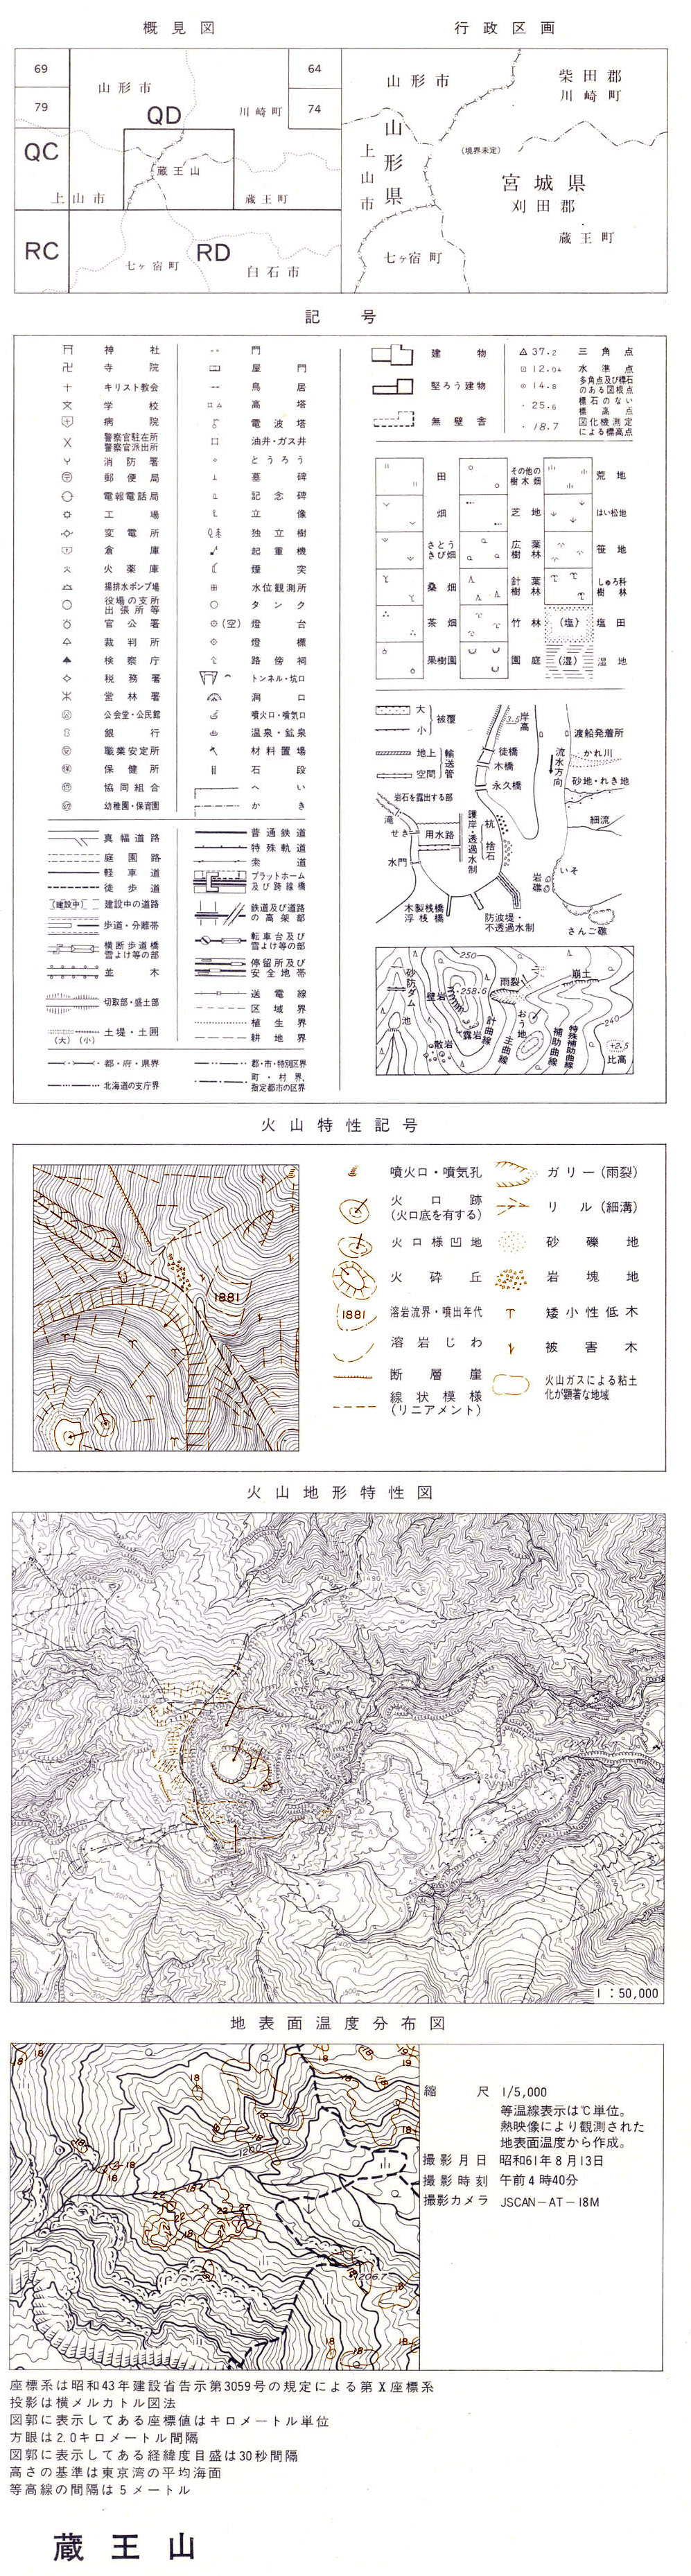 概見図
行政区画
69
79
64
74
QC
QD
RC
RD
山形市
川崎町
蔵王山
上山市
蔵王町
七ヶ宿町
白石市
山形市
柴田郡
川崎町
山形県
上山市
(境界未定)
宮城県
刈田郡
蔵王町
七ヶ宿町
記号
神社
寺院
キリスト教会
学校
病院
警察官駐在所
警察官派出所
消防署
郵便局
電報電話局
工場
変電所
倉庫
火薬庫
揚排水ポンプ場
役場の支所
出張所等
官公署
裁判所
検察庁
税務署
営林署
公会堂・公民館
銀行
職業安定所
保健所
協同組合
幼稚園・保育園
門
屋門
鳥居
高塔
電波塔
油井・ガス井
とうろう
墓碑
記念碑
立像
独立樹
起重機
煙突
水位観測所
タンク
(空)
燈台
燈標
路傍祠
トンネル・坑口
洞口
噴火口・噴気口
温泉・鉱泉
材料置場
石段
へい
かき
真幅道路
庭園路
軽車道
徒歩道
(建設中)
建設中の道路
歩道・分離帯
横断歩道橋
雪よけ等の部
並木
切取部・盛土部
土堤・土囲
(大) (小)
普通鉄道
特殊軌道
索道
プラットホーム
及び跨線橋
鉄道及び道路
の高架部
転車台及び
雪よけ等の部
停留所及び
安全地帯
送電線
区域界
植生界
耕地界
都・府・県界
北海道の支庁界
郡・市・特別区界
町・村界、
指定都市の区界
建物
堅ろう建物
無壁舎
37.2
三角点
12.04
水準点
14.8
多角点及び標石
のある図根点
25.6
標石のない
標高点
18.7
図化機測定
による標高点
田
畑
さとう
きび畑
桑畑
茶畑
果樹園
その他の
樹木畑
芝地
広葉
樹林
針葉
樹林
竹林
園庭
荒地
はい松地
笹地
しゅろ科
樹林
(塩)
塩田
(湿)
湿地
大
小
被覆
地上
空間
輸送管
岩石を露出する部
滝
せき
水門
用水路
木製桟橋
浮桟橋
3.5
岸高
徒橋
木橋
永久橋
護岸・透過水制
杭
捨石
防波堤・
不透過水制
渡船発着所
流水方向
かれ川
砂地・れき地
細流
岩礁
いそ
さんご礁
砂防ダム
池
壁岩
散岩
露岩
250
258.6
計曲線
主曲線
雨裂
おう地
補助曲線
特殊補助曲線
崩土
240
+2.5
比高
火山特性記号
1881
噴火口・噴気孔
火口跡
(火口底を有する)
火口様凹地
火砕丘
1881
溶岩流界・噴出年代
溶岩じわ
断層崖
線状模様
(リニアメント)
ガリー(雨裂)
リル(細溝)
砂礫地
岩塊地
矮小性低木
被害木
火山ガスによる粘土
化が顕著な地域
火山地形特性図
1:50,000
地表面温度分布図
18
19
22
27
1260
1206.7
縮尺 1/5,000
等温線表示は℃単位。
熱映像により観測された
地表面温度から作成。
撮影月日 昭和61年8月13日
撮影時刻 午前4時40分
撮影カメラ JSCAN-AT-18M
座標系は昭和43年建設省告示第3059号の規定による第X座標系
投影は横メルカトル図法
図郭に表示してある座標値はキロメートル単位
方眼は2.0キロメートル間隔
図郭に表示してある経緯度目盛は30秒間隔
高さの基準は東京湾の平均海面
等高線の間隔は5メートル
蔵王山